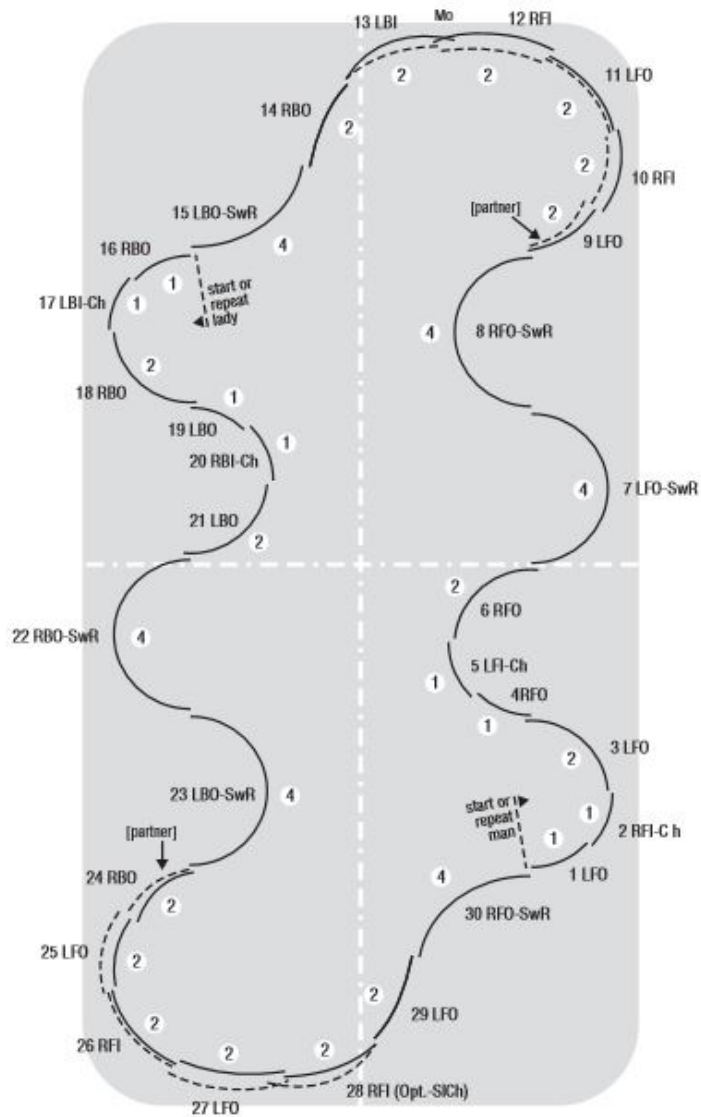 13 LBI
Mo
12 RFI
2
2
11 LFO
14 RBO
2
2
2
10 RFI
15 LBO-SwR
[partner]
2
9 LFO
4
16 RBO
17 LBI-Ch
1
1
start or
repeat
lady
4
8 RFO-SwR
2
18 RBO
1
19 LBO
1
20 RBI-Ch
21 LBO
2
4
7 LFO-SwR
2
6 RFO
22 RBO-SwR
4
5 LFI-Ch
1
4RFO
1
3 LFO
2
23 LBO-SwR
4
start or
repeat
man
1
1
2 RFI-C h
[partner]
1 LFO
24 RBO
2
4
30 RFO-SwR
25 LFO
2
2
2
26 RFI
2
2
29 LFO
28 RFI (Opt.-SlCh)
27 LFO